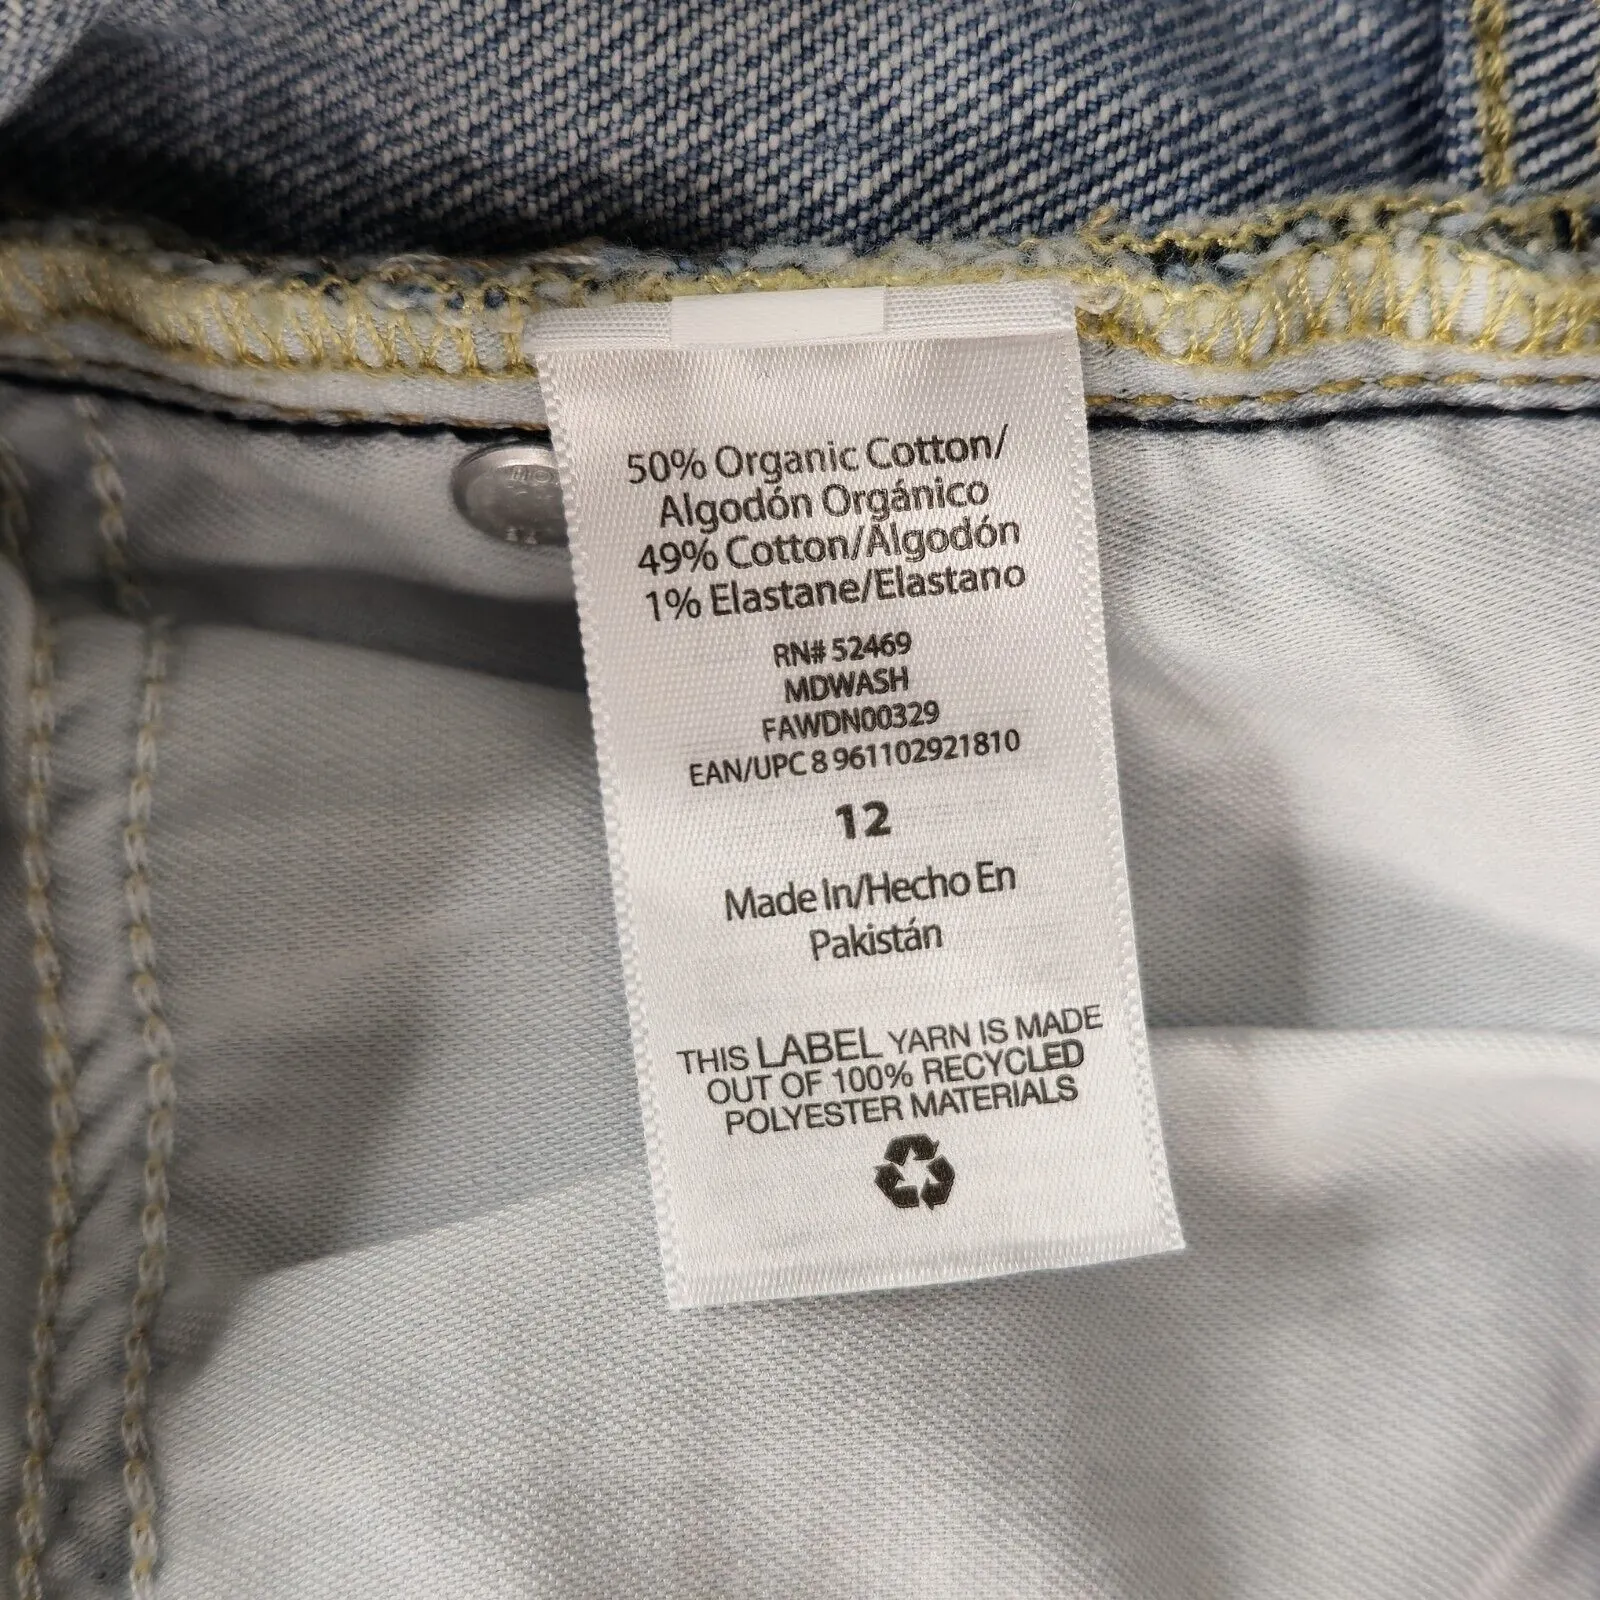 50% Organic Cotton/
Algodón Orgánico
49% Cotton/Algodón
1% Elastane/Elastano
RN# 52469
MDWASH
FAWDN00329
EAN/UPC 8 961102921810
12
Made In/Hecho En
Pakistán
THIS LABEL YARN IS MADE
OUT OF 100% RECYCLED
POLYESTER MATERIALS